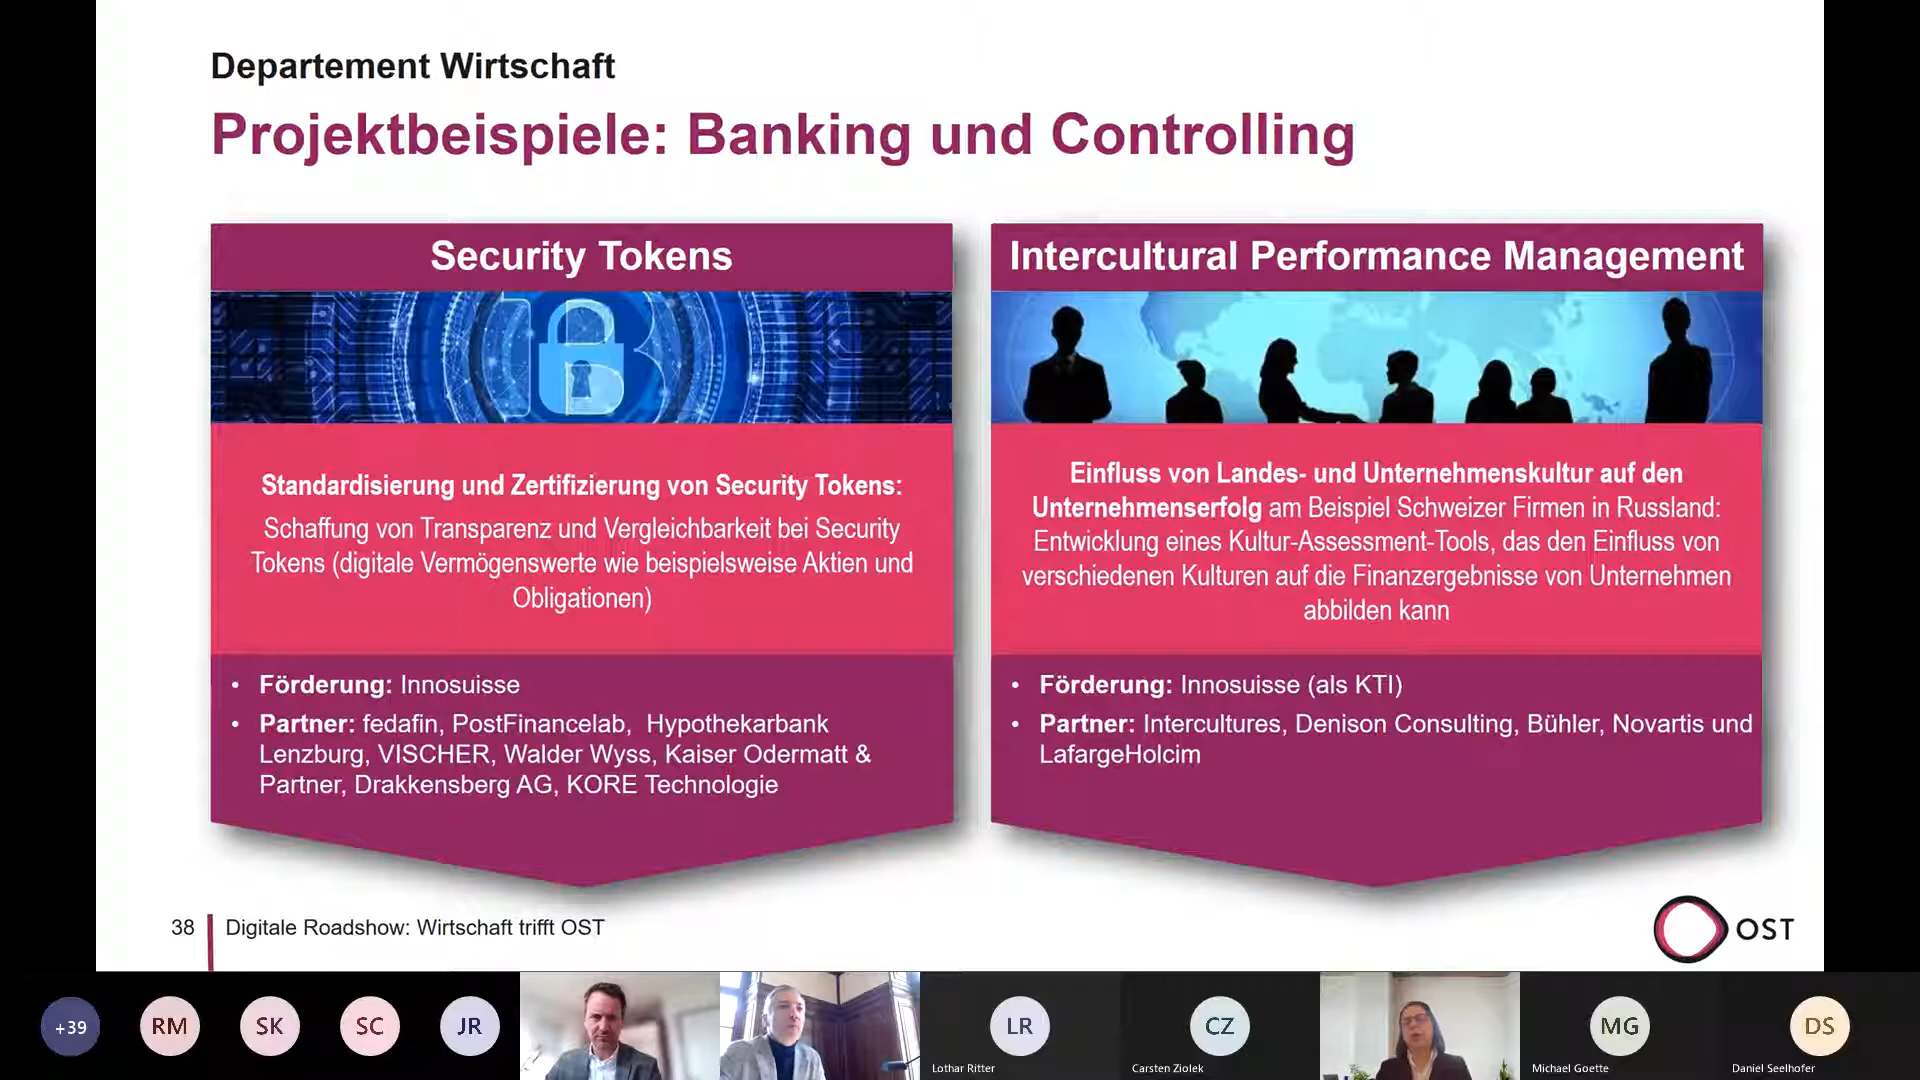 Departement Wirtschaft
Projektbeispiele: Banking und Controlling
Security Tokens
Standardisierung und Zertifizierung von Security Tokens:
Schaffung von Transparenz und Vergleichbarkeit bei Security
Tokens (digitale Vermögenswerte wie beispielsweise Aktien und
Obligationen)
• Förderung: Innosuisse
• Partner: fedafin, PostFinancelab, Hypothekarbank
Lenzburg, VISCHER, Walder Wyss, Kaiser Odermatt &
Partner, Drakkensberg AG, KORE Technologie
Intercultural Performance Management
Einfluss von Landes- und Unternehmenskultur auf den
Unternehmenserfolg am Beispiel Schweizer Firmen in Russland:
Entwicklung eines Kultur-Assessment-Tools, das den Einfluss von
verschiedenen Kulturen auf die Finanzergebnisse von Unternehmen
abbilden kann
• Förderung: Innosuisse (als KTI)
• Partner: Intercultures, Denison Consulting, Bühler, Novartis und
LafargeHolcim
38
Digitale Roadshow: Wirtschaft trifft OST
OST
+39
RM
SK
SC
JR
LR
Lothar Ritter
CZ
Carsten Ziolek
MG
Michael Goette
DS
Daniel Seelhofer